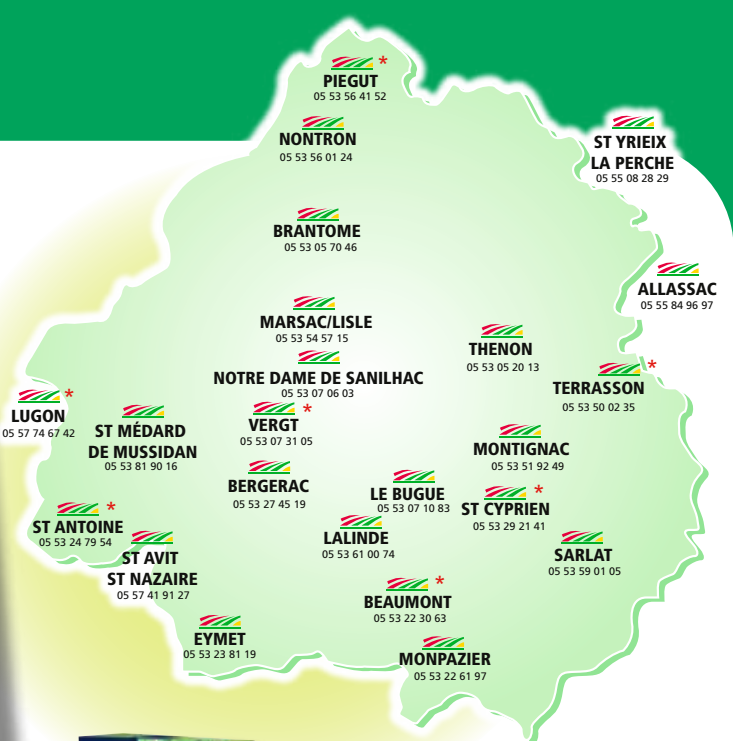 *
PIEGUT
05 53 56 41 52
NONTRON
05 53 56 01 24
ST YRIEIX
LA PERCHE
05 55 08 28 29
BRANTOME
05 53 05 70 46
ALLASSAC
05 55 84 96 97
MARSAC/LISLE
05 53 54 57 15
THENON
05 53 05 20 13
NOTRE DAME DE SANILHAC
05 53 07 06 03
*
TERRASSON
05 53 50 02 35
*
LUGON
05 57 74 67 42
ST MÉDARD
DE MUSSIDAN
05 53 81 90 16
*
VERGT
05 53 07 31 05
MONTIGNAC
05 53 51 92 49
BERGERAC
05 53 27 45 19
LE BUGUE
05 53 07 10 83
*
ST CYPRIEN
05 53 29 21 41
*
ST ANTOINE
05 53 24 79 54
LALINDE
05 53 61 00 74
ST AVIT
ST NAZAIRE
05 57 41 91 27
SARLAT
05 53 59 01 05
*
BEAUMONT
05 53 22 30 63
EYMET
05 53 23 81 19
MONPAZIER
05 53 22 61 97